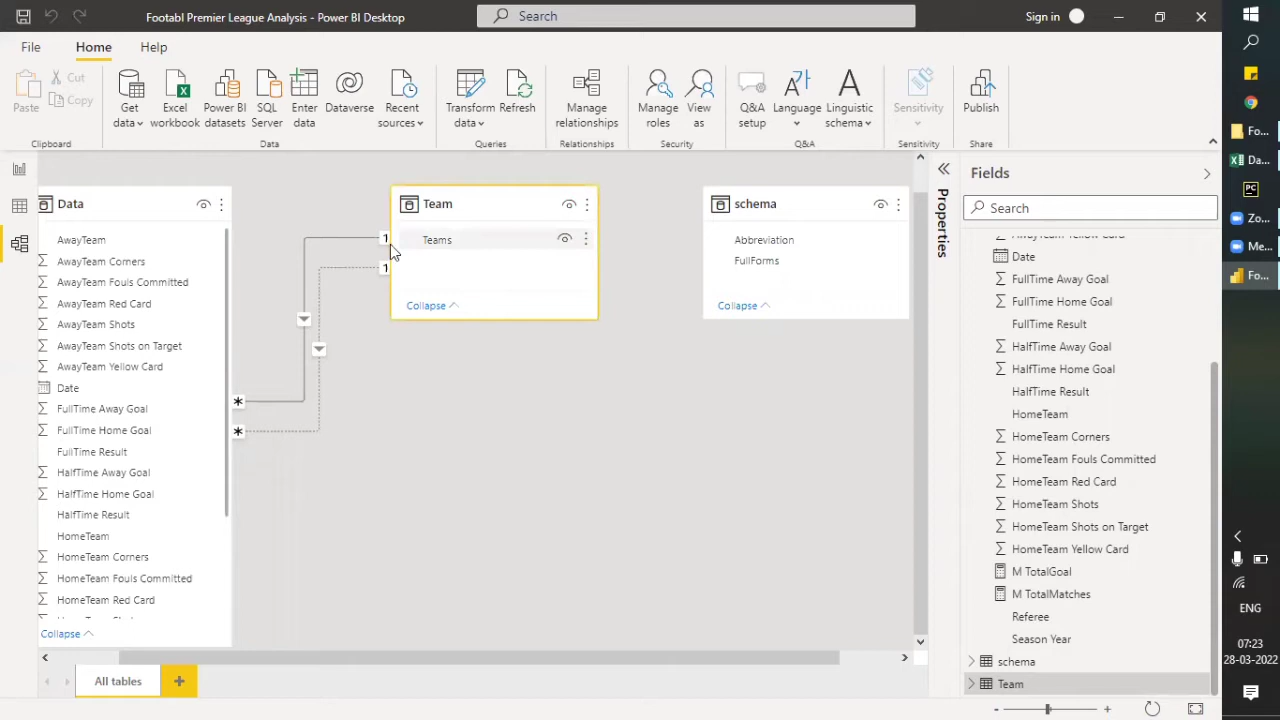 Footabl Premier League Analysis - Power BI Desktop
Search
Sign in
File
Home
Help
Paste
Cut
Copy
Get data
Excel workbook
Power BI datasets
SQL Server
Enter data
Dataverse
Recent sources
Transform data
Refresh
Manage relationships
Manage roles
View as
Q&A setup
Language
Linguistic schema
Sensitivity
Publish
Clipboard
Data
Queries
Relationships
Security
Q&A
Sensitivity
Share
Data
AwayTeam
AwayTeam Corners
AwayTeam Fouls Committed
AwayTeam Red Card
AwayTeam Shots
AwayTeam Shots on Target
AwayTeam Yellow Card
Date
FullTime Away Goal
FullTime Home Goal
FullTime Result
HalfTime Away Goal
HalfTime Home Goal
HalfTime Result
HomeTeam
HomeTeam Corners
HomeTeam Fouls Committed
HomeTeam Red Card
Collapse
1
1
*
*
Team
Teams
Collapse
schema
Abbreviation
FullForms
Collapse
Properties
Fields
Search
Date
FullTime Away Goal
FullTime Home Goal
FullTime Result
HalfTime Away Goal
HalfTime Home Goal
HalfTime Result
HomeTeam
HomeTeam Corners
HomeTeam Fouls Committed
HomeTeam Red Card
HomeTeam Shots
HomeTeam Shots on Target
HomeTeam Yellow Card
M TotalGoal
M TotalMatches
Referee
Season Year
schema
Team
All tables
Fo...
Da...
PC
Zo...
Me...
Fo...
ENG
07:23
28-03-2022